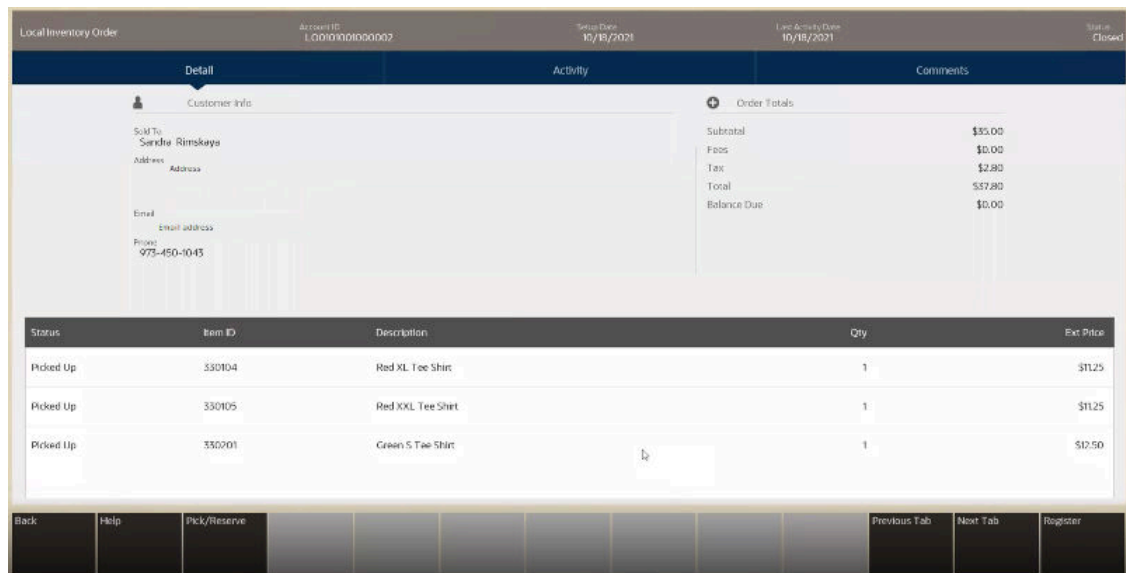 Local Inventory Order
Account ID
LO0101001000002
Setup Date
10/18/2021
Last Activity Date
10/18/2021
Status
Closed
Detail
Activity
Comments
Customer Info
Sold To
Sandra Rimskaya
Address
Address
Email
Email address
Phone
973-450-1043
Order Totals
Subtotal $35.00
Fees $0.00
Tax $2.80
Total $37.80
Balance Due $0.00
Status Item ID Description Qty Ext Price
Picked Up 330104 Red XL Tee Shirt 1 $11.25
Picked Up 330105 Red XXL Tee Shirt 1 $11.25
Picked Up 330201 Green S Tee Shirt 1 $12.50
Back Help Pick/Reserve Previous Tab Next Tab Register